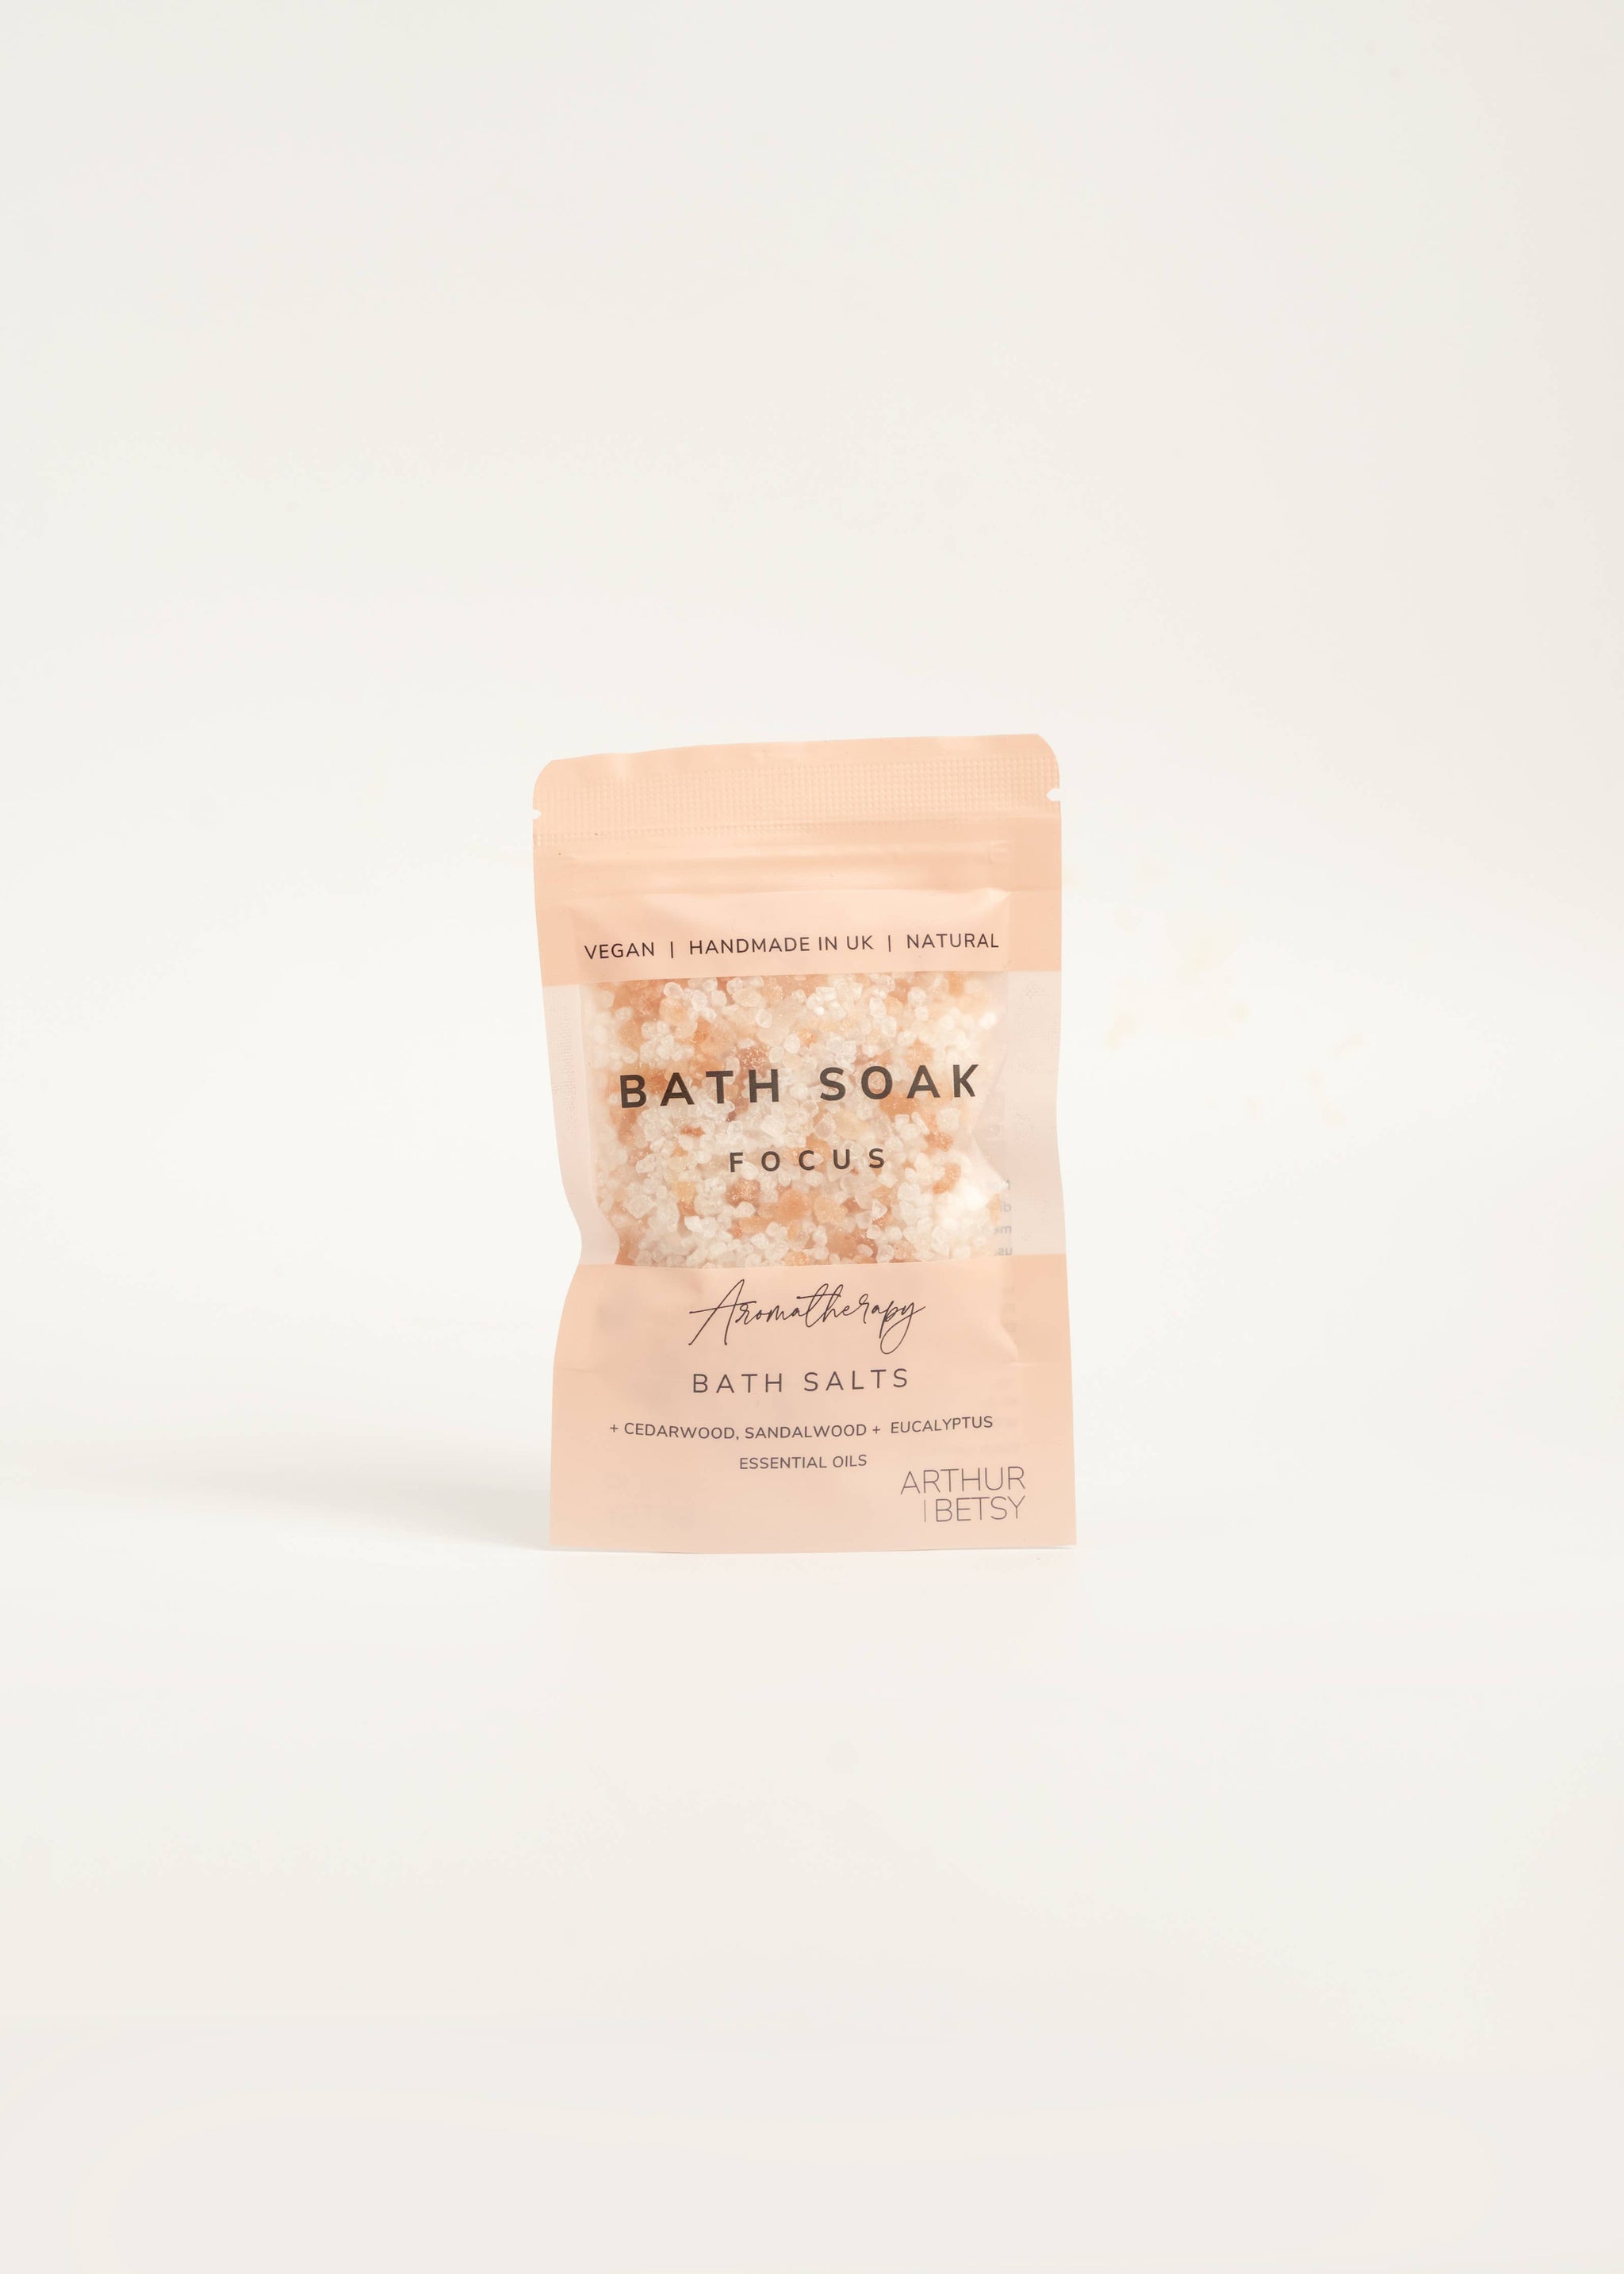 VEGAN | HANDMADE IN UK | NATURAL
BATH SOAK
FOCUS
Aromatherapy
BATH SALTS
+ CEDARWOOD, SANDALWOOD + EUCALYPTUS
ESSENTIAL OILS
ARTHUR
|BETSY